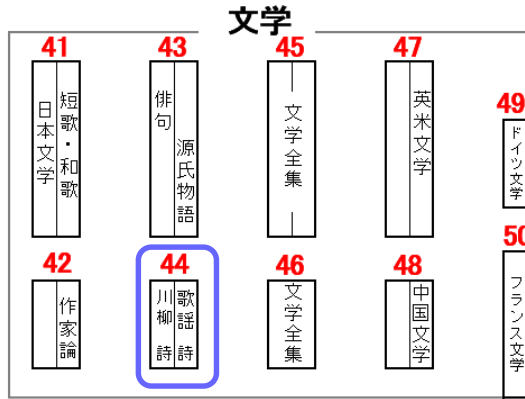 文学
41
43
45
47
49
日本文学
短歌・和歌
俳句
源氏物語
文学全集
英米文学
ドイツ文学
42
44
46
48
50
作家論
川柳 詩
歌謡 詩
文学全集
中国文学
フランス文学